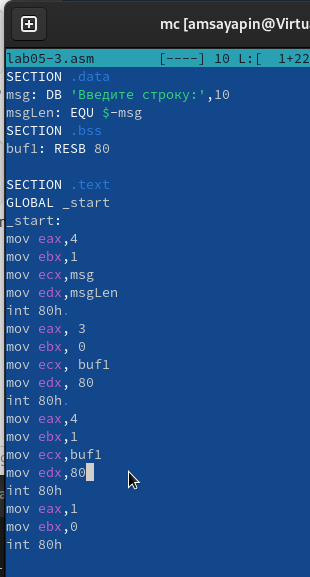 mc [amsayapin@Virtu
lab05-3.asm [----] 10 L:[ 1+22
SECTION .data
msg: DB 'Введите строку:',10
msgLen: EQU $-msg
SECTION .bss
buf1: RESB 80
SECTION .text
GLOBAL _start
_start:
mov eax,4
mov ebx,1
mov ecx,msg
mov edx,msgLen
int 80h.
mov eax, 3
mov ebx, 0
mov ecx, buf1
mov edx, 80
int 80h.
mov eax,4
mov ebx,1
mov ecx,buf1
mov edx,80
int 80h
mov eax,1
mov ebx,0
int 80h